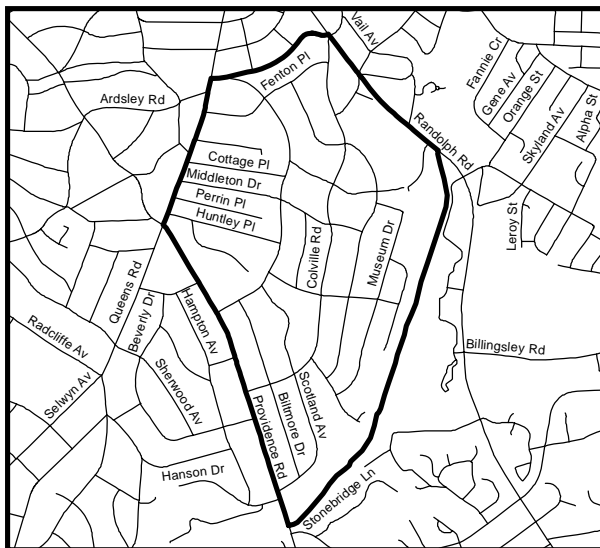 Vail Av
Fannie Cr
Gene Av
Orange St
Skyland Av
Alpha St
Fenton Pl
Ardsley Rd
Randolph Rd
Cottage Pl
Middleton Dr
Perrin Pl
Huntley Pl
Leroy St
Colville Rd
Museum Dr
Queens Rd
Beverly Dr
Hampton Av
Radcliffe Av
Billingsley Rd
Selwyn Av
Sherwood Av
Scotland Av
Biltmore Dr
Providence Rd
Hanson Dr
Stonebridge Ln